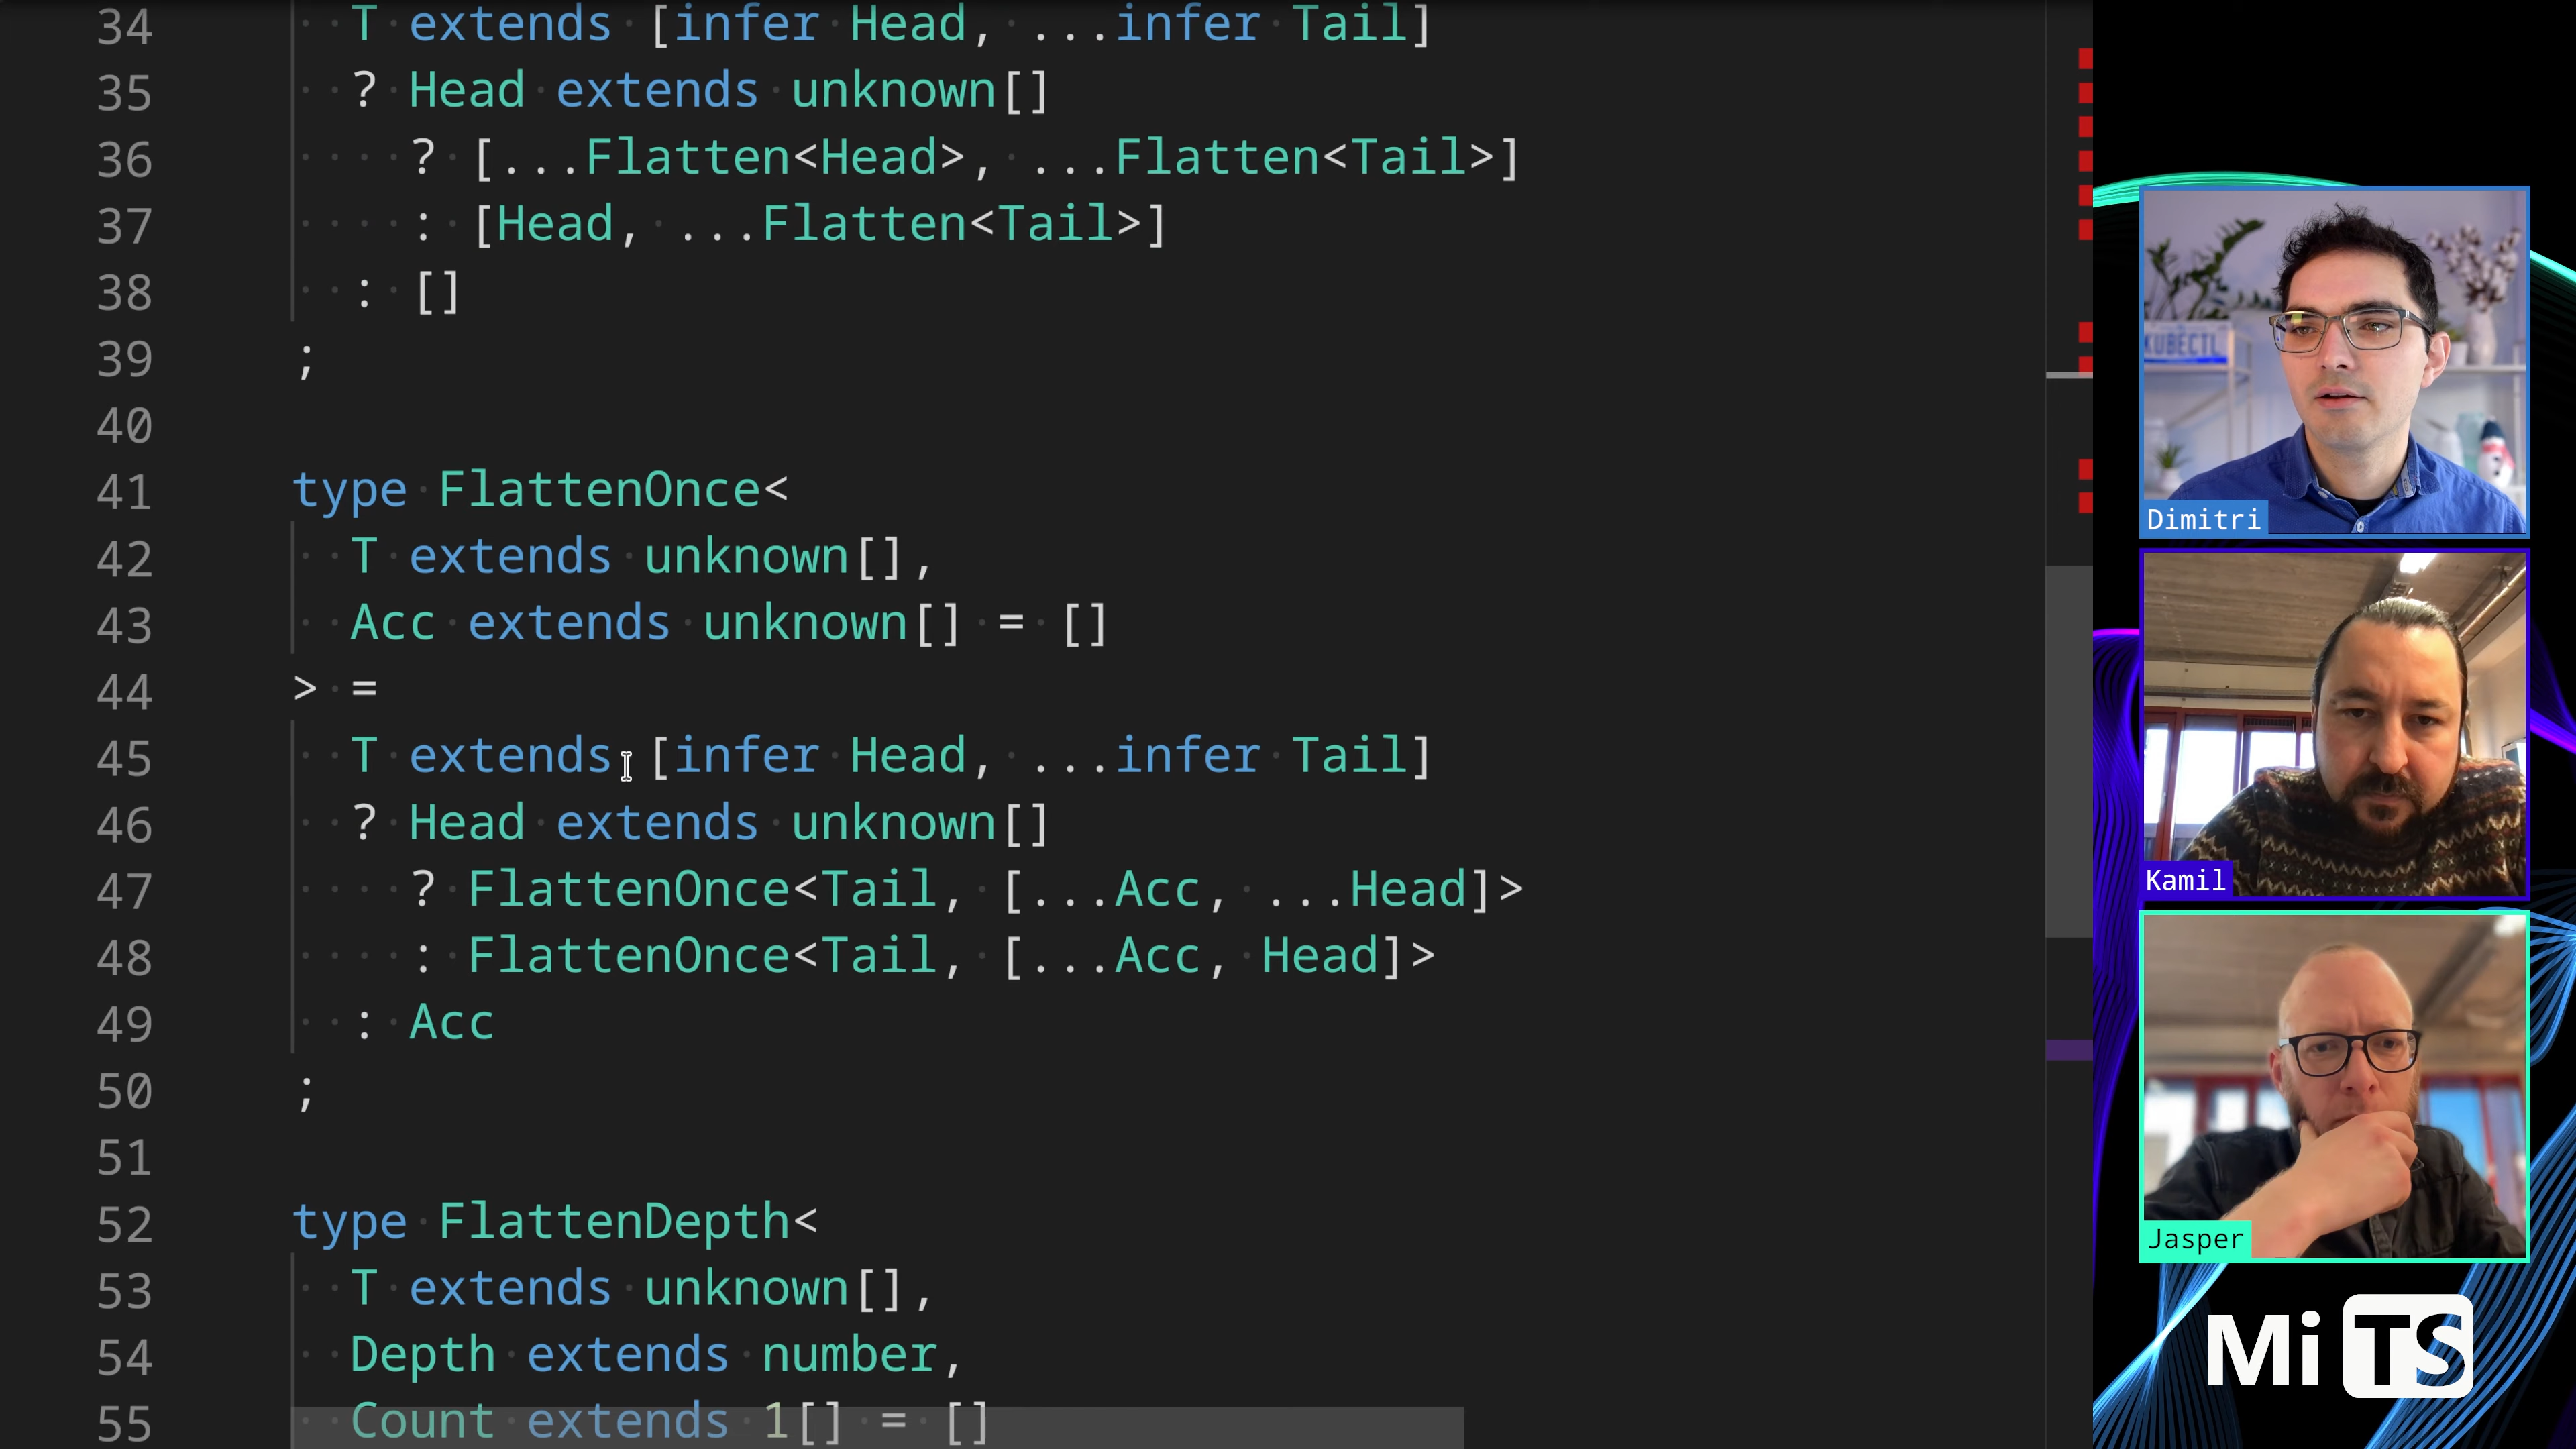 34 T extends [infer Head, ...infer Tail]
35 ? Head extends unknown[]
36 ? [...Flatten<Head>, ...Flatten<Tail>]
37 : [Head, ...Flatten<Tail>]
38 : []
39 ;
40
41 type FlattenOnce<
42 T extends unknown[],
43 Acc extends unknown[] = []
44 > =
45 T extends [infer Head, ...infer Tail]
46 ? Head extends unknown[]
47 ? FlattenOnce<Tail, [...Acc, ...Head]>
48 : FlattenOnce<Tail, [...Acc, Head]>
49 : Acc
50 ;
51
52 type FlattenDepth<
53 T extends unknown[],
54 Depth extends number,
55 Count extends 1[] = []
KUBECTL
Dimitri
Kamil
Jasper
Mi TS